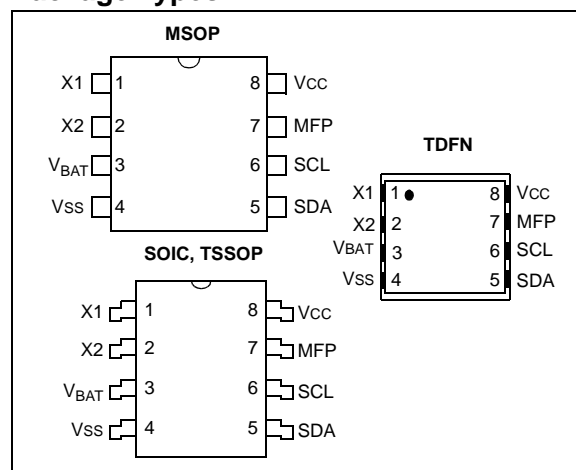 MSOP
X1 1 8 VCC
X2 2 7 MFP
VBAT 3 6 SCL
VSS 4 5 SDA
SOIC, TSSOP
X1 1 8 VCC
X2 2 7 MFP
VBAT 3 6 SCL
VSS 4 5 SDA
TDFN
X1 1 8 VCC
X2 2 7 MFP
VBAT 3 6 SCL
VSS 4 5 SDA